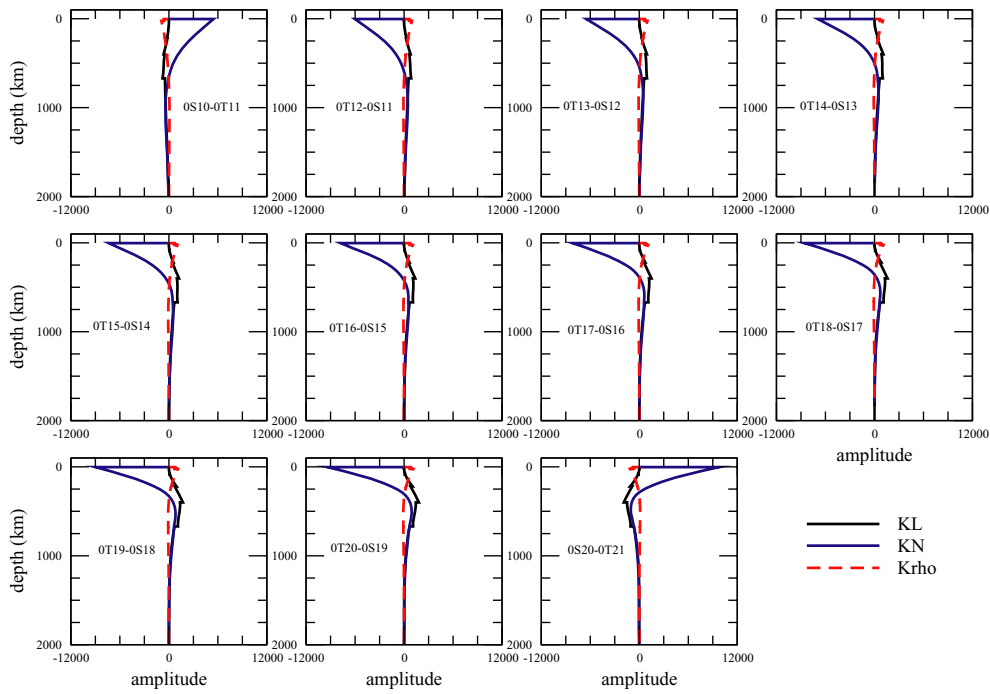 0
1000
2000
depth (km)
0S10-0T11
-12000 0 12000
0
1000
2000
0T12-0S11
-12000 0 12000
0
1000
2000
0T13-0S12
-12000 0 12000
0
1000
2000
0T14-0S13
-12000 0 12000
0
1000
2000
depth (km)
0T15-0S14
-12000 0 12000
0
1000
2000
0T16-0S15
-12000 0 12000
0
1000
2000
0T17-0S16
-12000 0 12000
0
1000
2000
0T18-0S17
-12000 0 12000
amplitude
0
1000
2000
depth (km)
0T19-0S18
-12000 0 12000
amplitude
0
1000
2000
0T20-0S19
-12000 0 12000
amplitude
0
1000
2000
0S20-0T21
-12000 0 12000
amplitude
KL
KN
Krho